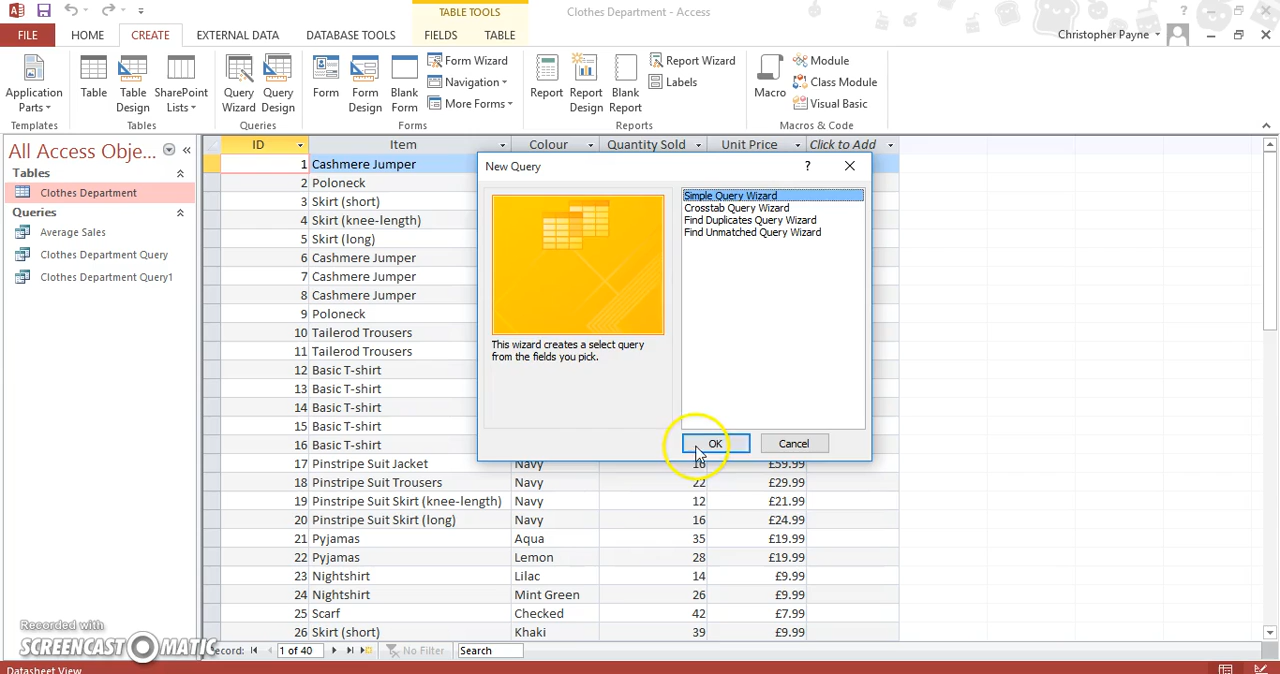 TABLE TOOLS
Clothes Department - Access
FILE HOME CREATE EXTERNAL DATA DATABASE TOOLS FIELDS TABLE Christopher Payne
Application Parts Table Table Design SharePoint Lists Query Wizard Query Design Form Form Design Blank Form Form Wizard Navigation More Forms Report Report Design Blank Report Report Wizard Labels Macro Module Class Module Visual Basic
Templates Tables Queries Forms Reports Macros & Code
All Access Obje...
Tables
Clothes Department
Queries
Average Sales
Clothes Department Query
Clothes Department Query1
ID Item Colour Quantity Sold Unit Price Click to Add
1 Cashmere Jumper
2 Poloneck
3 Skirt (short)
4 Skirt (knee-length)
5 Skirt (long)
6 Cashmere Jumper
7 Cashmere Jumper
8 Cashmere Jumper
9 Poloneck
10 Tailerod Trousers
11 Tailerod Trousers
12 Basic T-shirt
13 Basic T-shirt
14 Basic T-shirt
15 Basic T-shirt
16 Basic T-shirt
17 Pinstripe Suit Jacket Navy £59.99
18 Pinstripe Suit Trousers Navy 22 £29.99
19 Pinstripe Suit Skirt (knee-length) Navy 12 £21.99
20 Pinstripe Suit Skirt (long) Navy 16 £24.99
21 Pyjamas Aqua 35 £19.99
22 Pyjamas Lemon 28 £19.99
23 Nightshirt Lilac 14 £9.99
24 Nightshirt Mint Green 26 £9.99
25 Scarf Checked 42 £7.99
26 Skirt (short) Khaki 39 £9.99
New Query
Simple Query Wizard
Crosstab Query Wizard
Find Duplicates Query Wizard
Find Unmatched Query Wizard
This wizard creates a select query
from the fields you pick.
OK Cancel
Recorded with
SCREENCAST MATIC
Record: 1 of 40 No Filter Search
Datasheet View